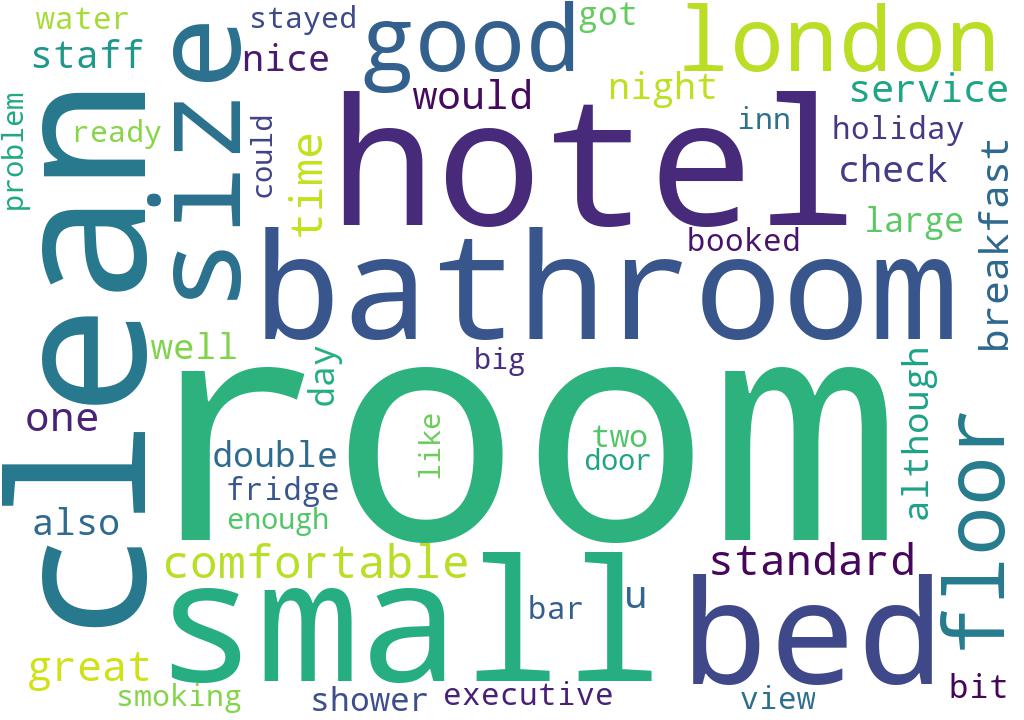 water
stayed
got
staff
size
nice
good
london
would
night
service
problem
ready
clean
could
time
hotel
inn
holiday
check
breakfast
large
booked
bathroom
well
day
big
room
although
one
like
two
door
double
fridge
enough
floor
also
comfortable
standard
small
bar
u
bed
great
smoking
shower
executive
view
bit